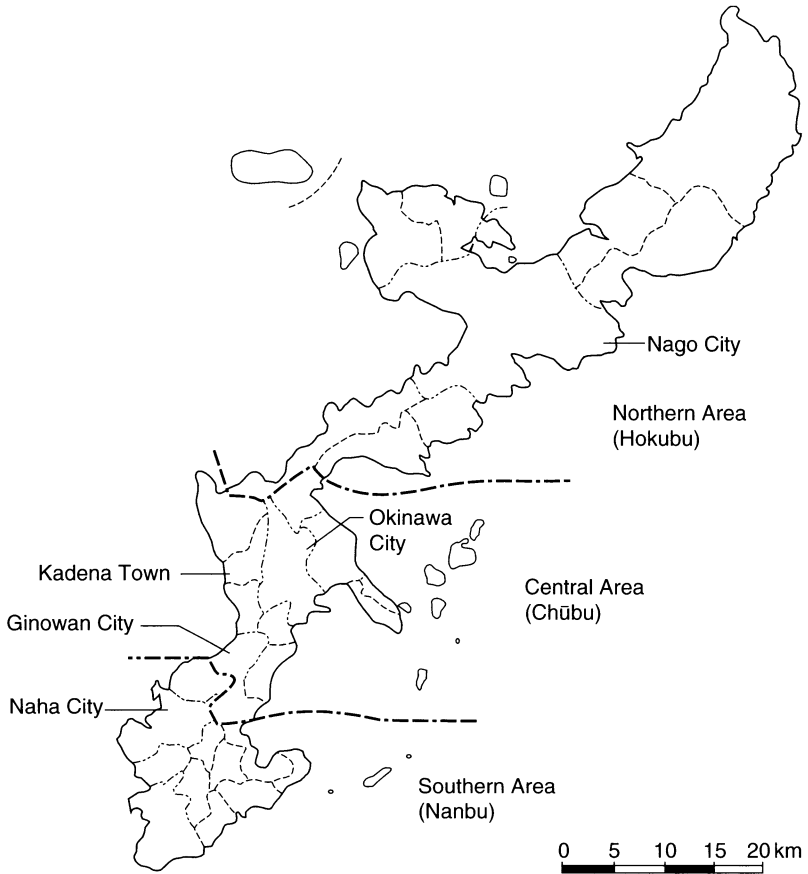 Nago City
Northern Area
(Hokubu)
Okinawa
City
Kadena Town
Central Area
(Chūbu)
Ginowan City
Naha City
Southern Area
(Nanbu)
0 5 10 15 20 km